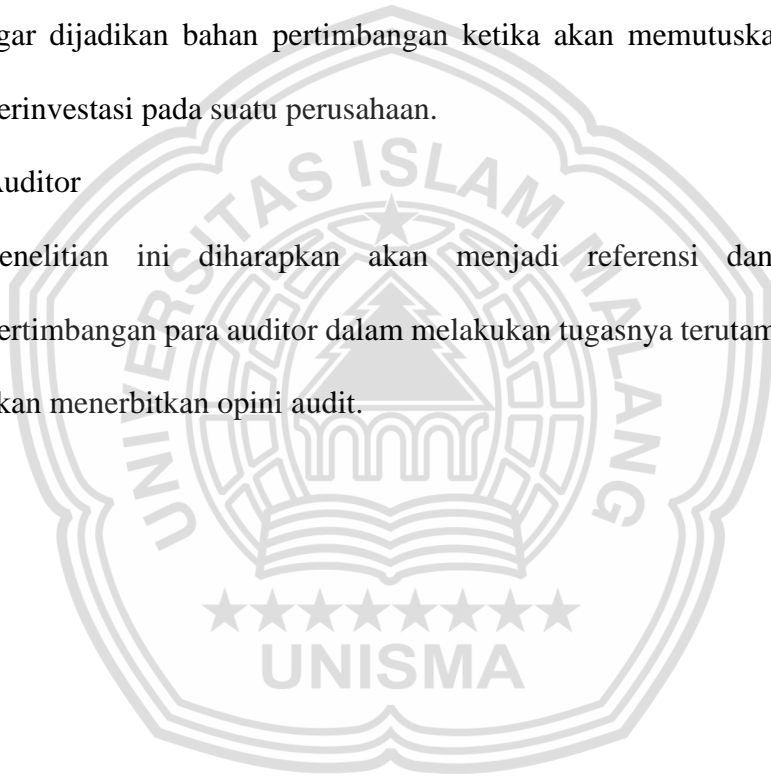 gar dijadikan bahan pertimbangan ketika akan memutuska
erinvestasi pada suatu perusahaan.
Auditor
enelitian ini diharapkan akan menjadi referensi dan
ertimbangan para auditor dalam melakukan tugasnya terutam
kan menerbitkan opini audit.
UNIVERSITAS ISLAM MALANG
UNISMA